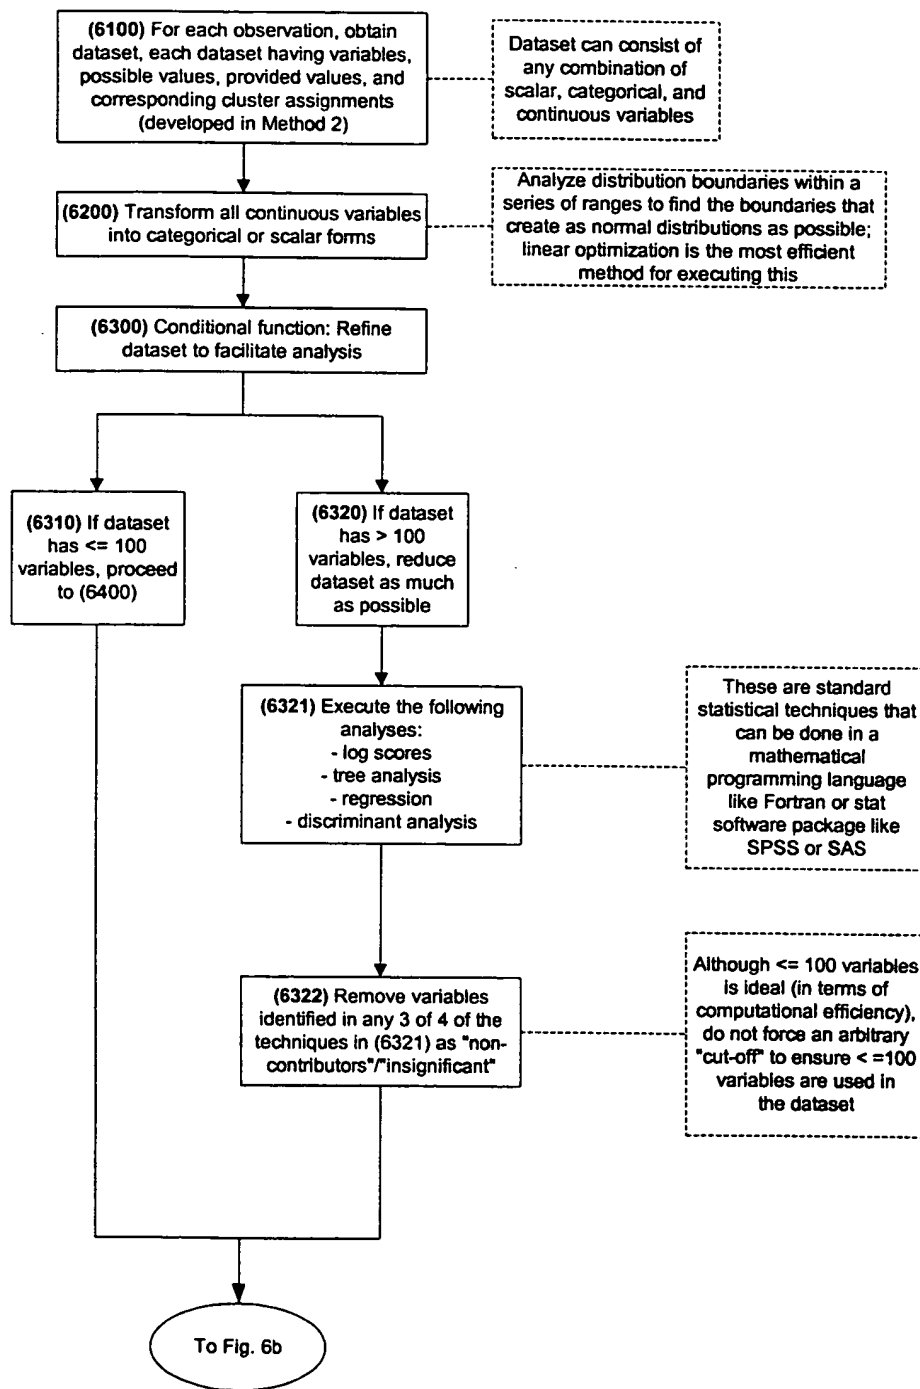 (6100) For each observation, obtain
dataset, each dataset having variables,
possible values, provided values, and
corresponding cluster assignments
(developed in Method 2)
Dataset can consist of
any combination of
scalar, categorical, and
continuous variables
(6200) Transform all continuous variables
into categorical or scalar forms
Analyze distribution boundaries within a
series of ranges to find the boundaries that
create as normal distributions as possible;
linear optimization is the most efficient
method for executing this
(6300) Conditional function: Refine
dataset to facilitate analysis
(6310) If dataset
has <= 100
variables, proceed
to (6400)
(6320) If dataset
has > 100
variables, reduce
dataset as much
as possible
(6321) Execute the following
analyses:
- log scores
- tree analysis
- regression
- discriminant analysis
These are standard
statistical techniques that
can be done in a
mathematical
programming language
like Fortran or stat
software package like
SPSS or SAS
(6322) Remove variables
identified in any 3 of 4 of the
techniques in (6321) as "non-
contributors"/"insignificant"
Although <= 100 variables
is ideal (in terms of
computational efficiency),
do not force an arbitrary
"cut-off" to ensure < =100
variables are used in
the dataset
To Fig. 6b